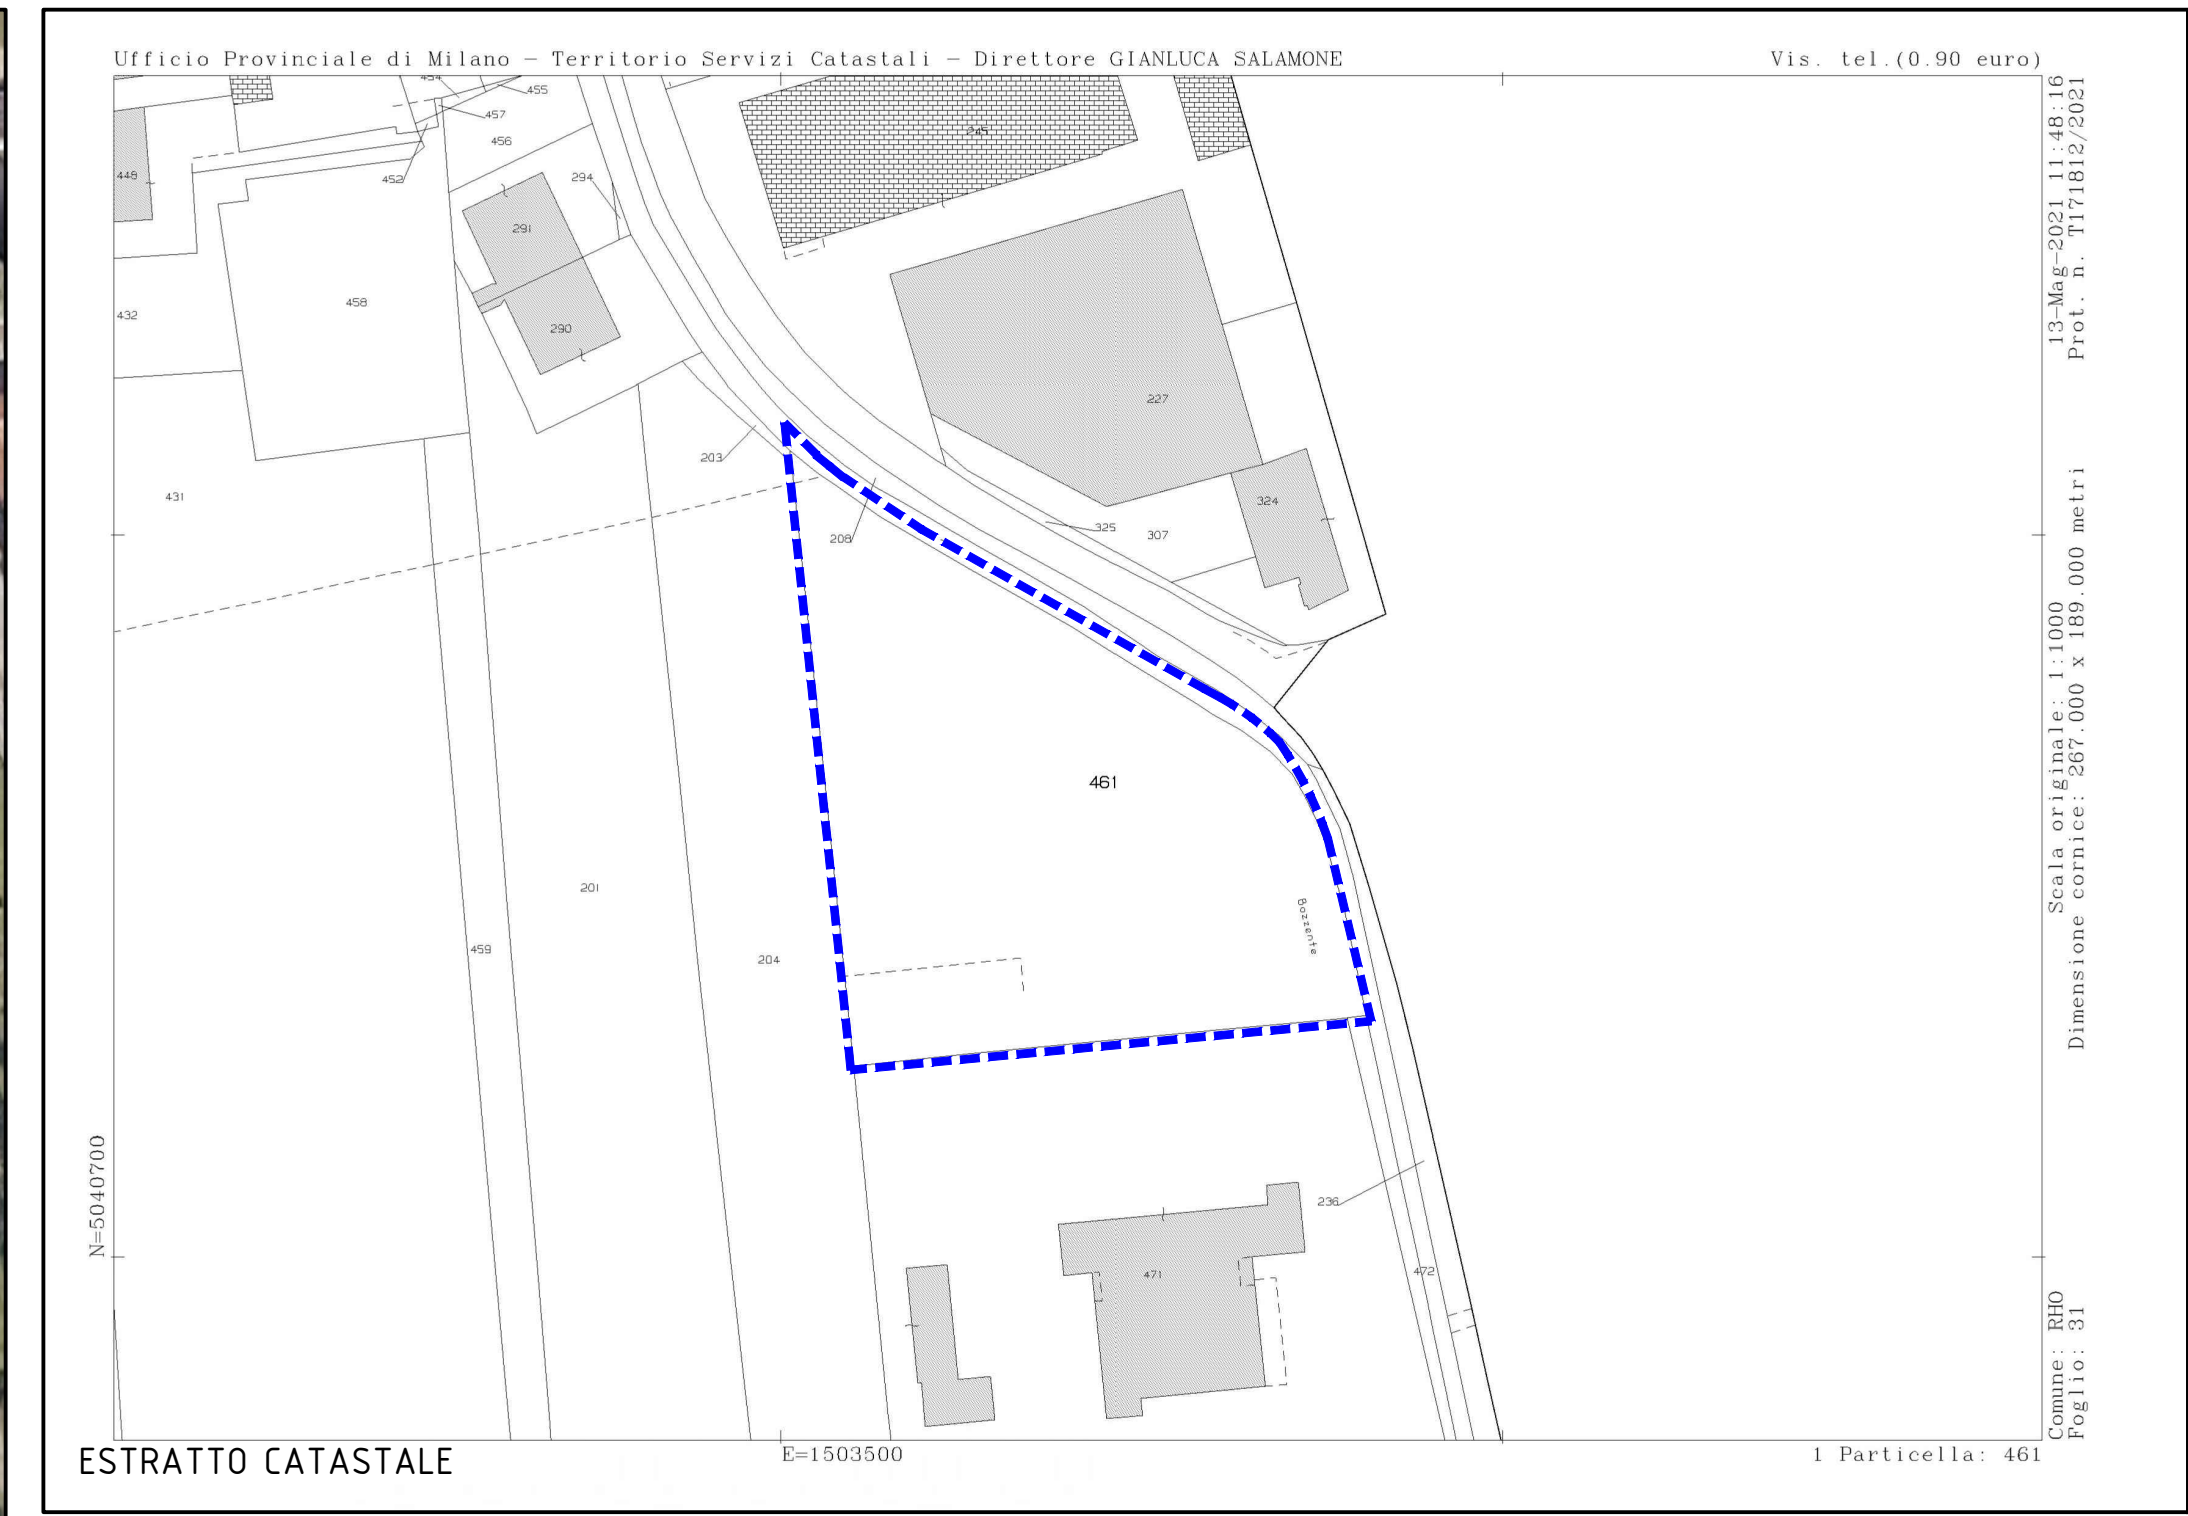 Ufficio Provinciale di Milano - Territorio Servizi Catastali - Direttore GIANLUCA SALAMONE
Vis. tel.(0.90 euro)
13-Mag-2021 11:48:16
Prot. n. T171812/2021
454
455
457
456
245
449
452
294
291
458
432
290
227
203
431
324
208
325
307
Scala originale: 1:1000
Dimensione cornice: 267.000 x 189.000 metri
461
201
Bozzente
459
204
N=5040700
236
471
472
Comune: RHO
Foglio: 31
ESTRATTO CATASTALE
E=1503500
1 Particella: 461